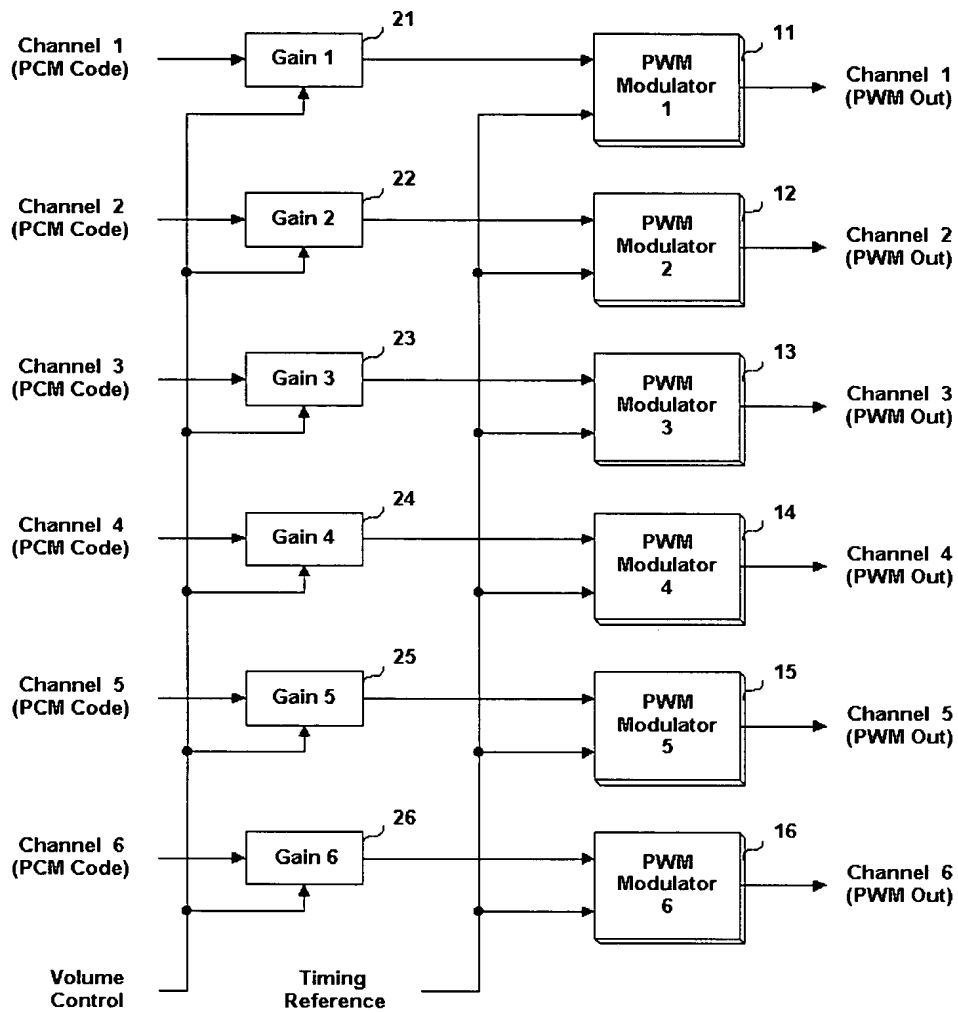 21
11
Channel 1
(PCM Code)
Gain 1
PWM
Modulator
1
Channel 1
(PWM Out)
22
12
Channel 2
(PCM Code)
Gain 2
PWM
Modulator
2
Channel 2
(PWM Out)
23
13
Channel 3
(PCM Code)
Gain 3
PWM
Modulator
3
Channel 3
(PWM Out)
24
14
Channel 4
(PCM Code)
Gain 4
PWM
Modulator
4
Channel 4
(PWM Out)
25
15
Channel 5
(PCM Code)
Gain 5
PWM
Modulator
5
Channel 5
(PWM Out)
26
16
Channel 6
(PCM Code)
Gain 6
PWM
Modulator
6
Channel 6
(PWM Out)
Volume
Control
Timing
Reference